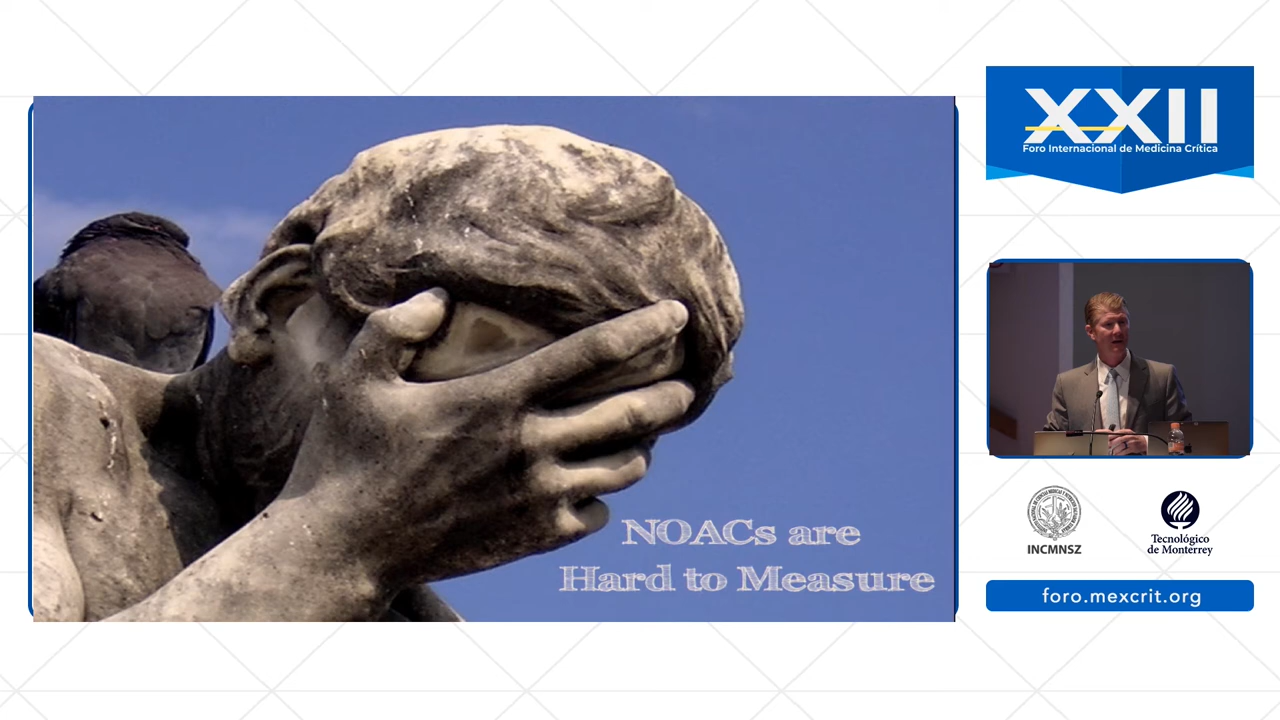 XXII
Foro Internacional de Medicina Crítica
NOACs are
Hard to Measure
INCMNSZ
Tecnológico
de Monterrey
foro.mexcrit.org